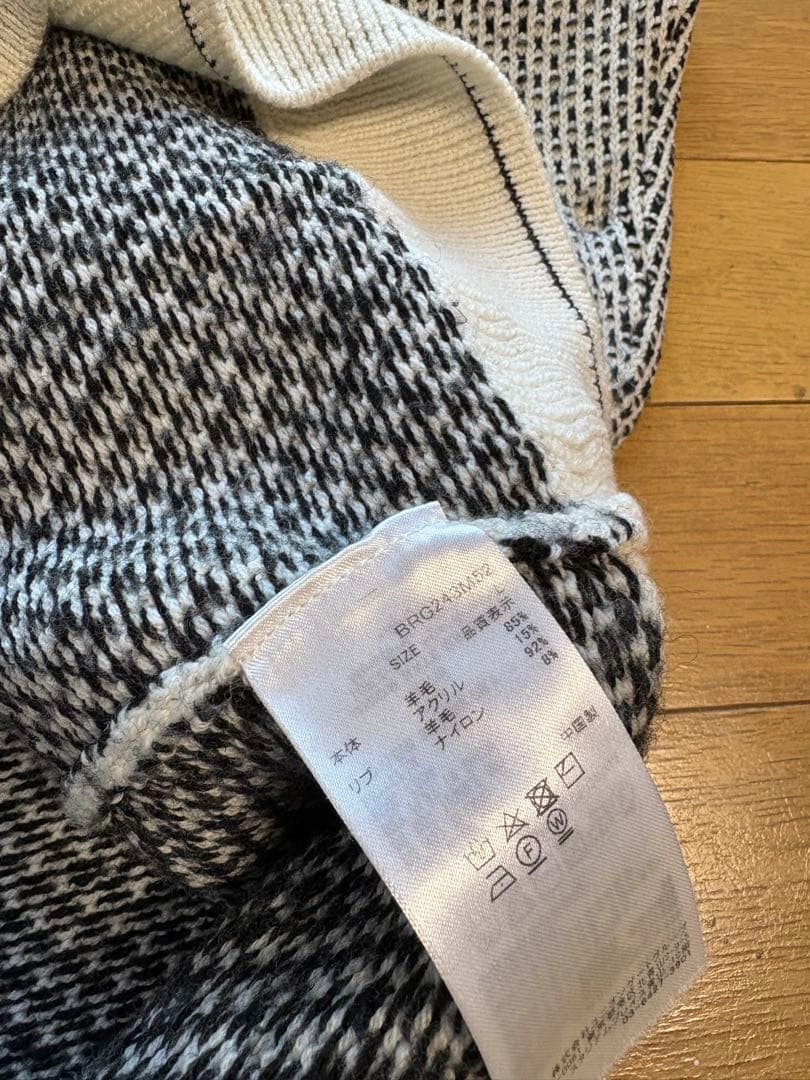 BRG243M52
SIZE 品質表示
本体 羊毛 85%
アクリル 15%
リブ 羊毛 92%
ナイロン 8%
中国製
F W